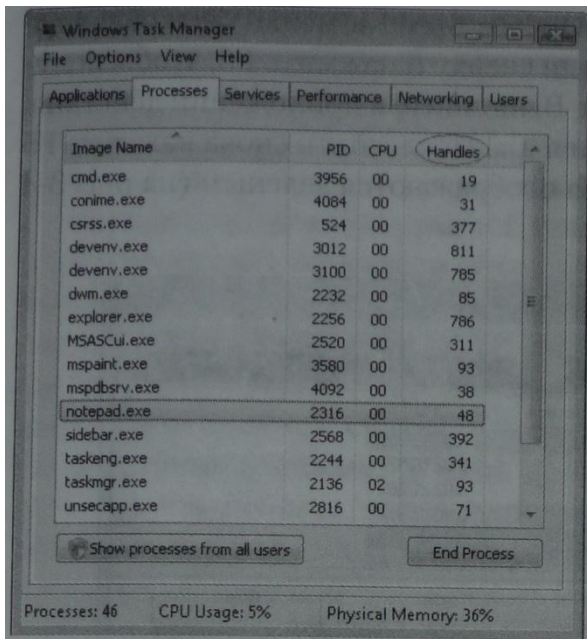 Windows Task Manager
File Options View Help
Applications Processes Services Performance Networking Users
Image Name PID CPU Handles
cmd.exe 3956 00 19
conime.exe 4084 00 31
csrss.exe 524 00 377
devenv.exe 3012 00 811
devenv.exe 3100 00 785
dwm.exe 2232 00 85
explorer.exe 2256 00 786
MSASCui.exe 2520 00 311
mspaint.exe 3580 00 93
mspdbsrv.exe 4092 00 38
notepad.exe 2316 00 48
sidebar.exe 2568 00 392
taskeng.exe 2244 00 341
taskmgr.exe 2136 02 93
unsecapp.exe 2816 00 71
Show processes from all users End Process
Processes: 46 CPU Usage: 5% Physical Memory: 36%